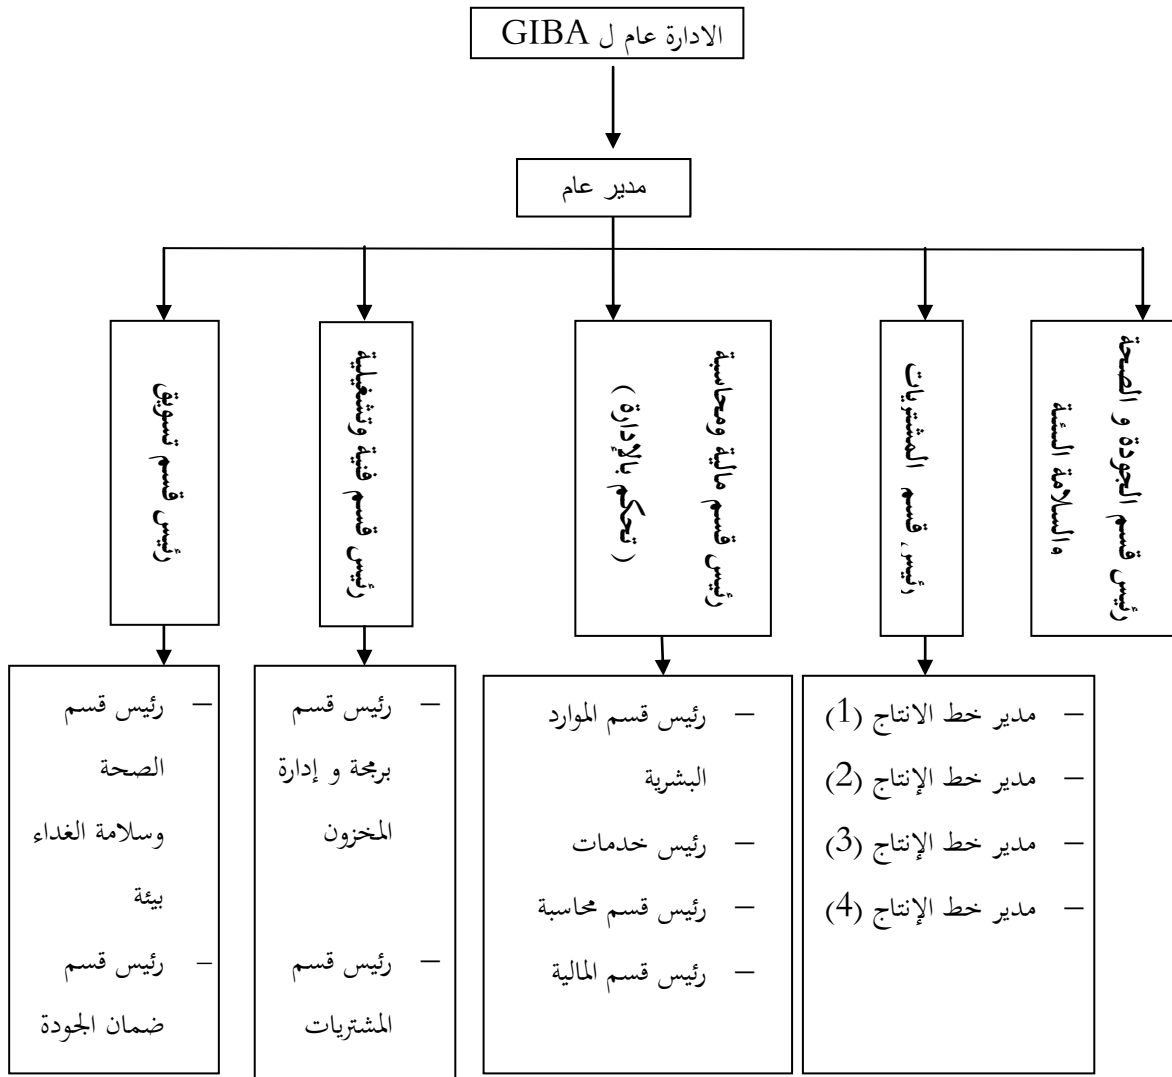 الادارة عام ل GIBA
مدير عام
رئيس قسم الجودة و الصحة
والسلامة البئة
رئيس قسم المشتريات
رئيس قسم مالية ومحاسبة
(تحكم بالإدارة)
رئيس قسم فنية وتشغيلية
رئيس قسم تسويق
– مدير خط الانتاج (1)
– مدير خط الإنتاج (2)
– مدير خط الإنتاج (3)
– مدير خط الإنتاج (4)
– رئيس قسم الموارد
البشرية
– رئيس خدمات
– رئيس قسم محاسبة
– رئيس قسم المالية
– رئيس قسم
برمجة و إدارة
المخزون
– رئيس قسم
المشتريات
– رئيس قسم
الصحة
وسلامة الغداء
بيئة
– رئيس قسم
ضمان الجودة